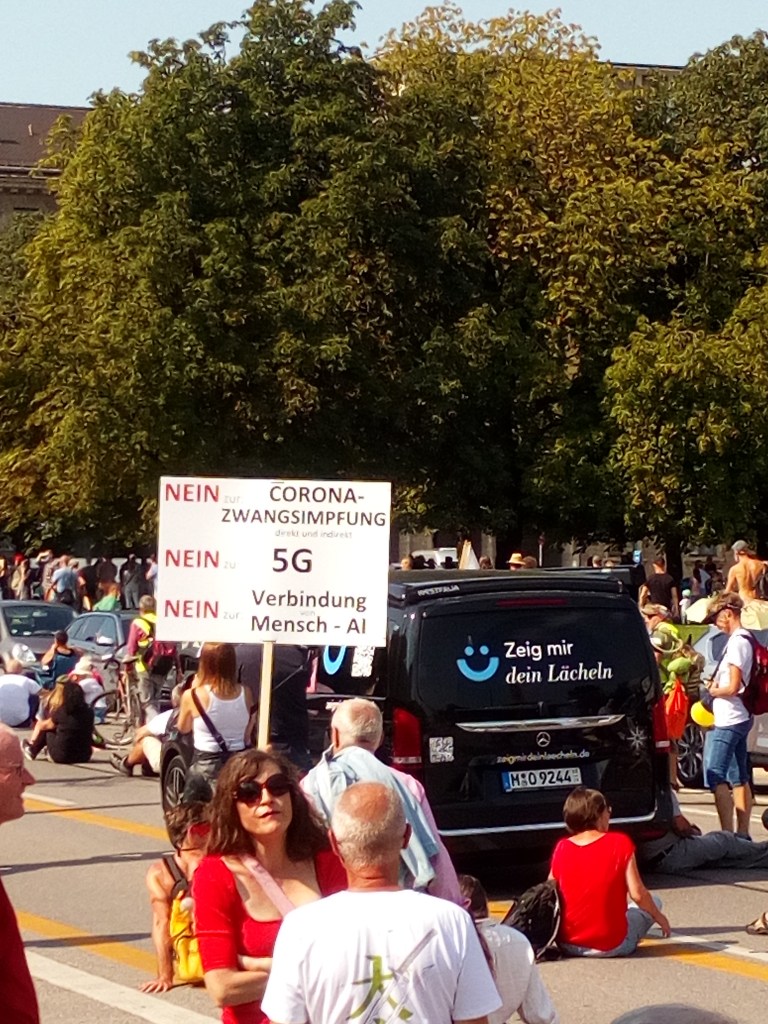 NEIN zur CORONA-
ZWANGSIMPFUNG
direkt und indirekt
NEIN zu 5G
NEIN zur Verbindung
von
Mensch - AI
Zeig mir
dein Lächeln
zeigmirdeinlaecheln.de
M O 9244